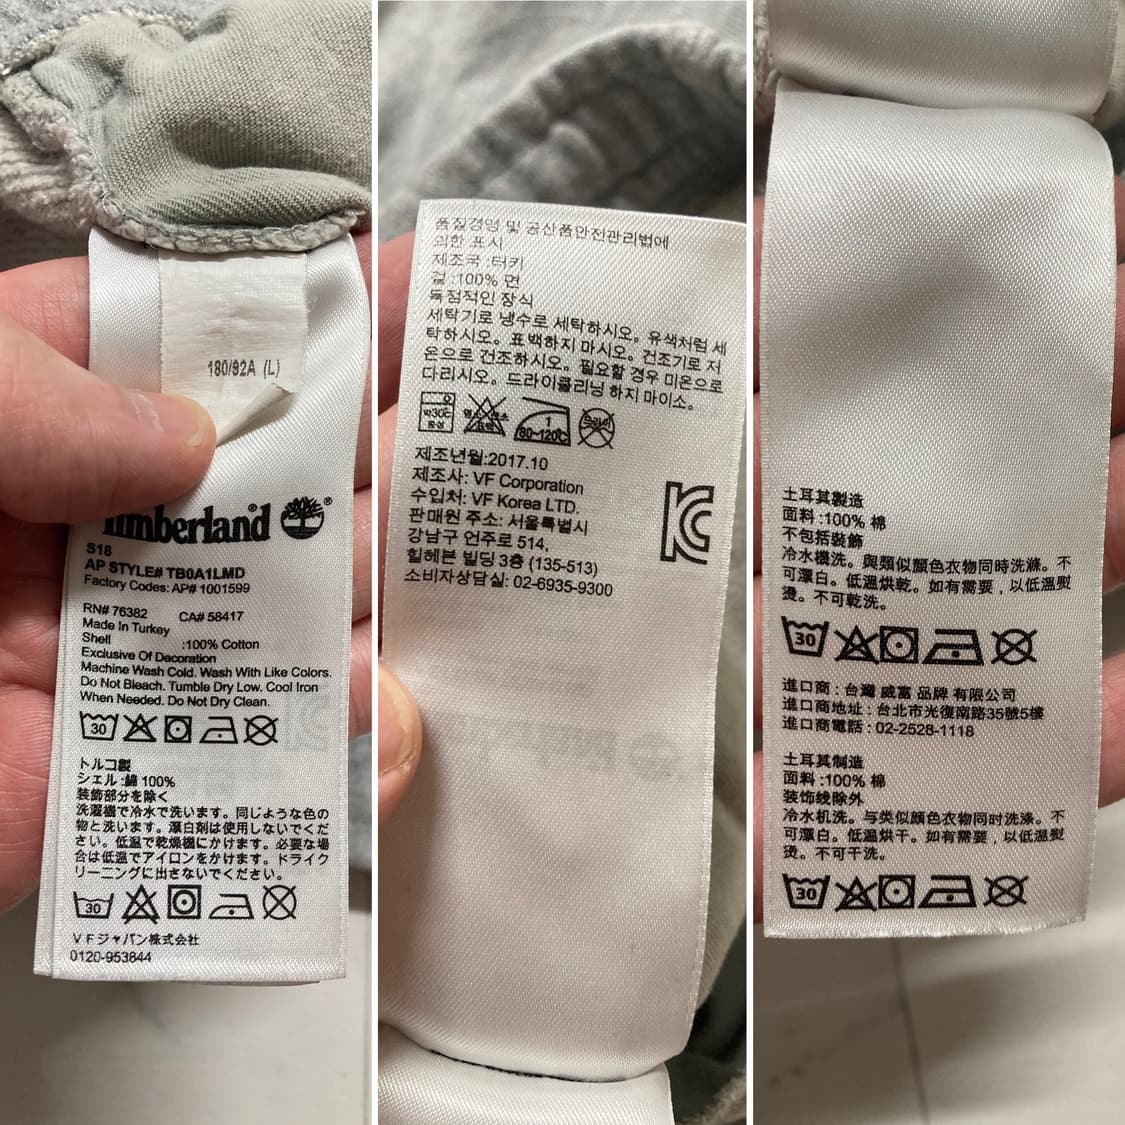 180/92A (L)
Timberland®
S18
AP STYLE# TB0A1LMD
Factory Codes: AP# 1001599
RN# 76382 CA# 58417
Made In Turkey
Shell :100% Cotton
Exclusive Of Decoration
Machine Wash Cold. Wash With Like Colors.
Do Not Bleach. Tumble Dry Low. Cool Iron
When Needed. Do Not Dry Clean.
30
トルコ製
シェル :綿 100%
装飾部分を除く
洗濯機で冷水で洗います。同じような色の
物と洗います。漂白剤は使用しないでくだ
さい。低温で乾燥機にかけます。必要な場
合は低温でアイロンをかけます。ドライク
リーニングに出さないでください。
30
VFジャパン株式会社
0120-953844
품질경영 및 공산품안전관리법에
의한 표시
제조국 :터키
겉 :100% 면
독점적인 장식
세탁기로 냉수로 세탁하시오. 유색처럼 세
탁하시오. 표백하지 마시오. 건조기로 저
온으로 건조하시오. 필요할 경우 미온으로
다리시오. 드라이클리닝 하지 마이소.
약30℃
중성
염소 산소
표백
1
80~120℃
드라이
제조년월:2017.10
제조사: VF Corporation
수입처: VF Korea LTD.
판매원 주소: 서울특별시
강남구 언주로 514,
힐헤븐 빌딩 3층 (135-513)
소비자상담실: 02-6935-9300
土耳其製造
面料 :100% 棉
不包括裝飾
冷水機洗。與類似顏色衣物同時洗滌。不
可漂白。低溫烘乾。如有需要，以低溫熨
燙。不可乾洗。
30
進口商 : 台灣 威富 品牌 有限公司
進口商地址 : 台北市光復南路35號5樓
進口商電話 : 02-2528-1118
土耳其制造
面料 :100% 棉
装饰线除外
冷水机洗。与类似颜色衣物同时洗涤。不
可漂白。低温烘干。如有需要，以低温熨
烫。不可干洗。
30